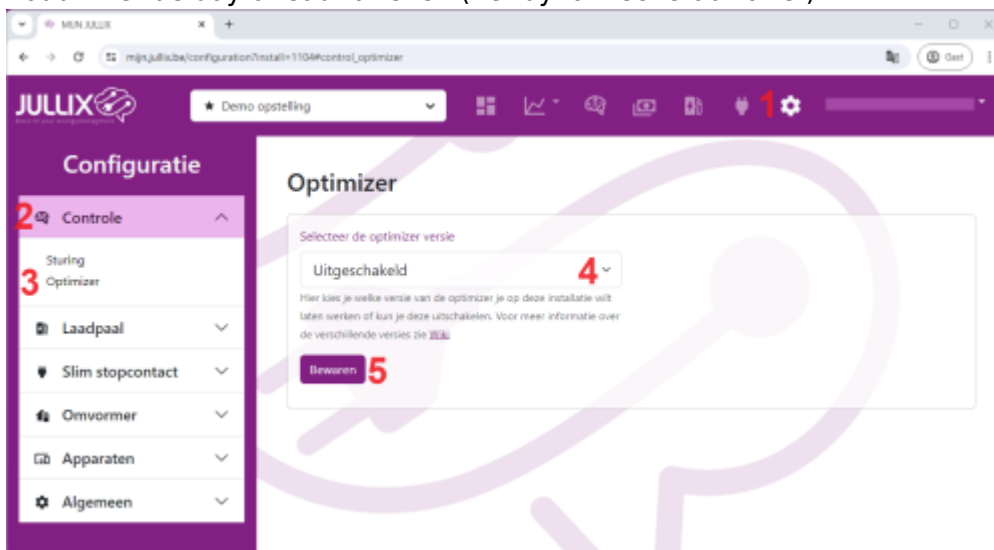 MIJN JULLIX
mijn.jullix.be/configuration?install=1104#control_optimizer
Gast
JULLIX
Demo opstelling
1
Configuratie
Optimizer
2 Controle
Selecteer de optimizer versie
Sturing
Uitgeschakeld 4
3 Optimizer
Hier kies je welke versie van de optimizer je op deze installatie wilt
laten werken of kun je deze uitschakelen. Voor meer informatie over
de verschillende versies zie Wiki
Laadpaal
Bewaren 5
Slim stopcontact
Omvormer
Apparaten
Algemeen